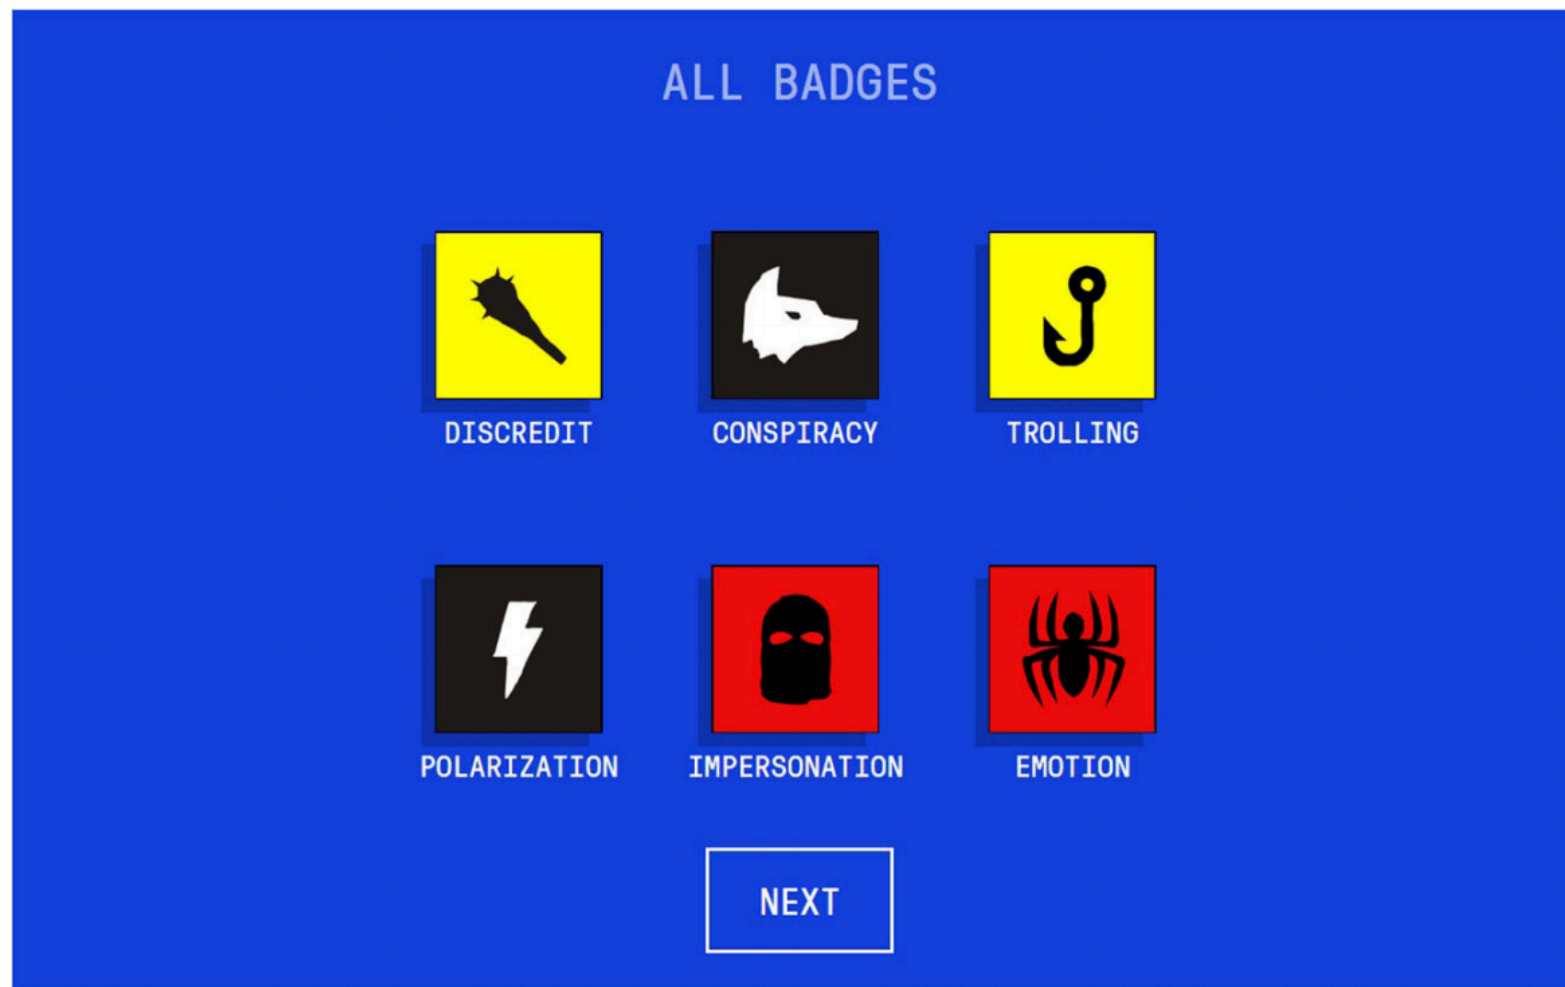 ALL BADGES
DISCREDIT
CONSPIRACY
TROLLING
POLARIZATION
IMPERSONATION
EMOTION
NEXT